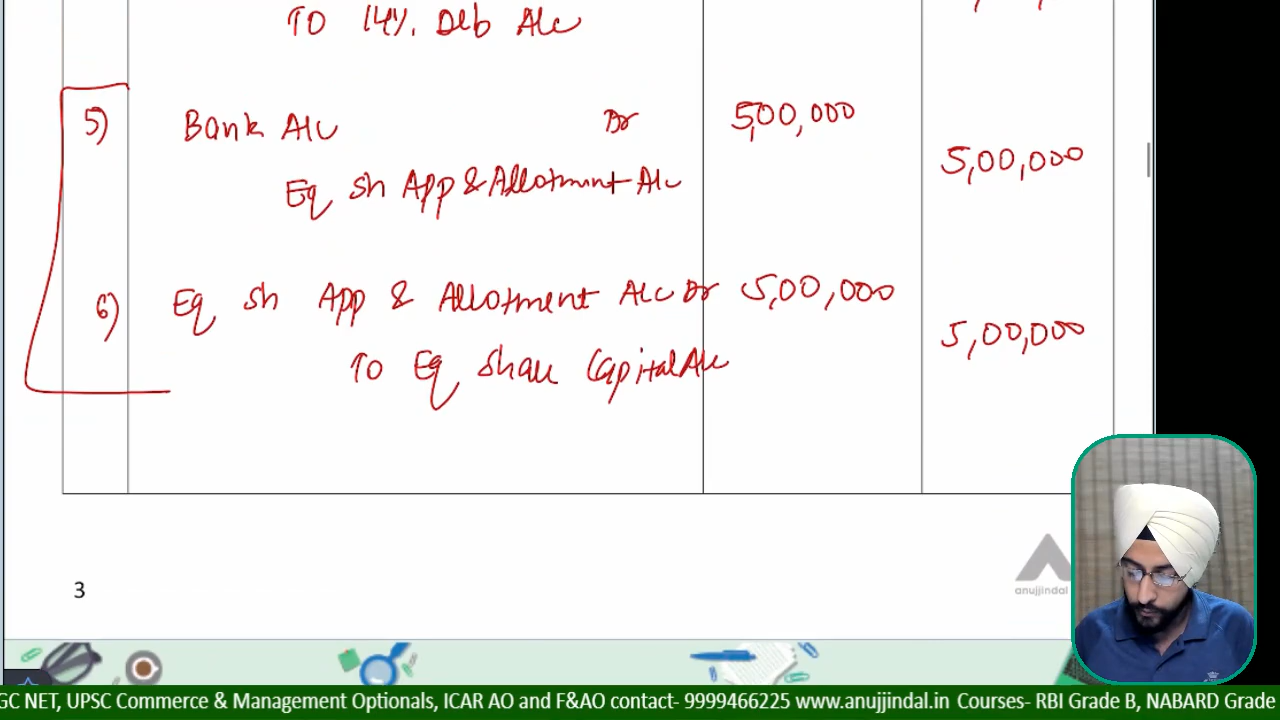 To 14% Deb A/c
5) Bank A/c Dr 5,00,000
Eq sh App & Allotment A/c 5,00,000
6) Eq sh App & Allotment A/c Dr 5,00,000
To Eq Share Capital A/c 5,00,000
3
anujjindal
GC NET, UPSC Commerce & Management Optionals, ICAR AO and F&AO contact- 9999466225 www.anujjindal.in Courses- RBI Grade B, NABARD Grade